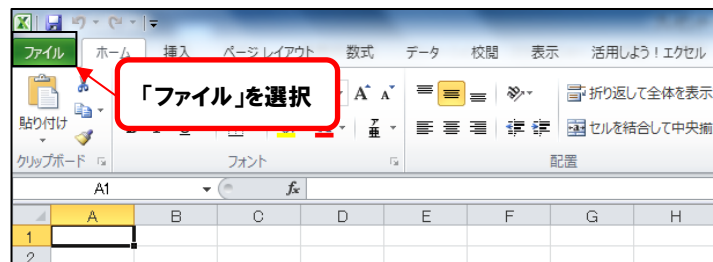 ファイル ホーム 挿入 ページ レイアウト 数式 データ 校閲 表示 活用しよう！エクセル
「ファイル」を選択
貼り付け
折り返して全体を表示
セルを結合して中央揃
クリップボード フォント 配置
A1 fx
A B C D E F G H
1
2